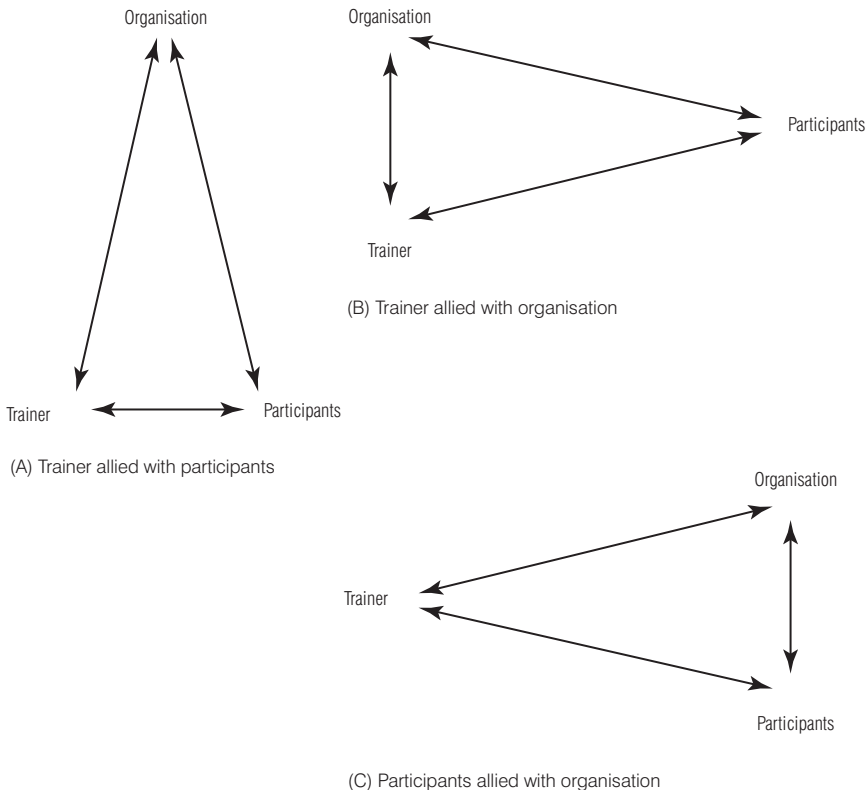 Organisation
Trainer
Participants
(A) Trainer allied with participants
Organisation
Participants
Trainer
(B) Trainer allied with organisation
Organisation
Trainer
Participants
(C) Participants allied with organisation